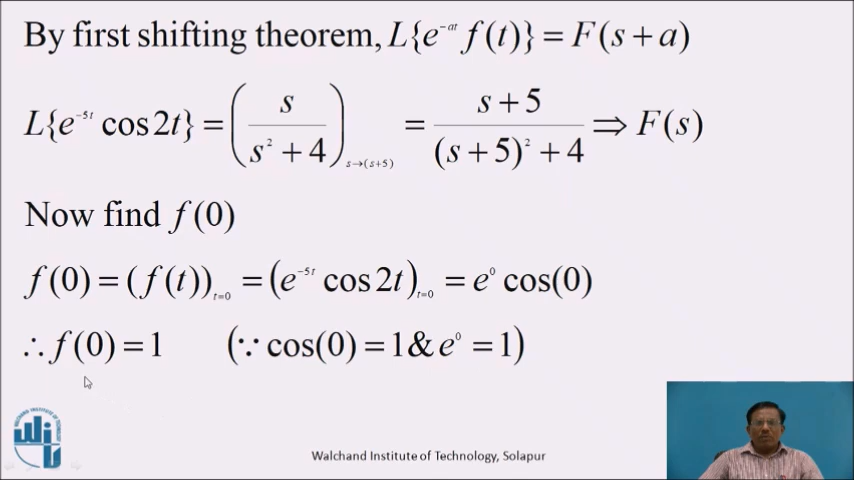 By first shifting theorem, L{e^{-at} f(t)} = F(s + a)
L{e^{-5t} cos 2t} = (s / (s^2 + 4))_{s→(s+5)} = (s + 5) / ((s + 5)^2 + 4) ⇒ F(s)
Now find f(0)
f(0) = (f(t))_{t=0} = (e^{-5t} cos 2t)_{t=0} = e^0 cos(0)
∴ f(0) = 1 (∵ cos(0) = 1 & e^0 = 1)
Walchand Institute of Technology, Solapur